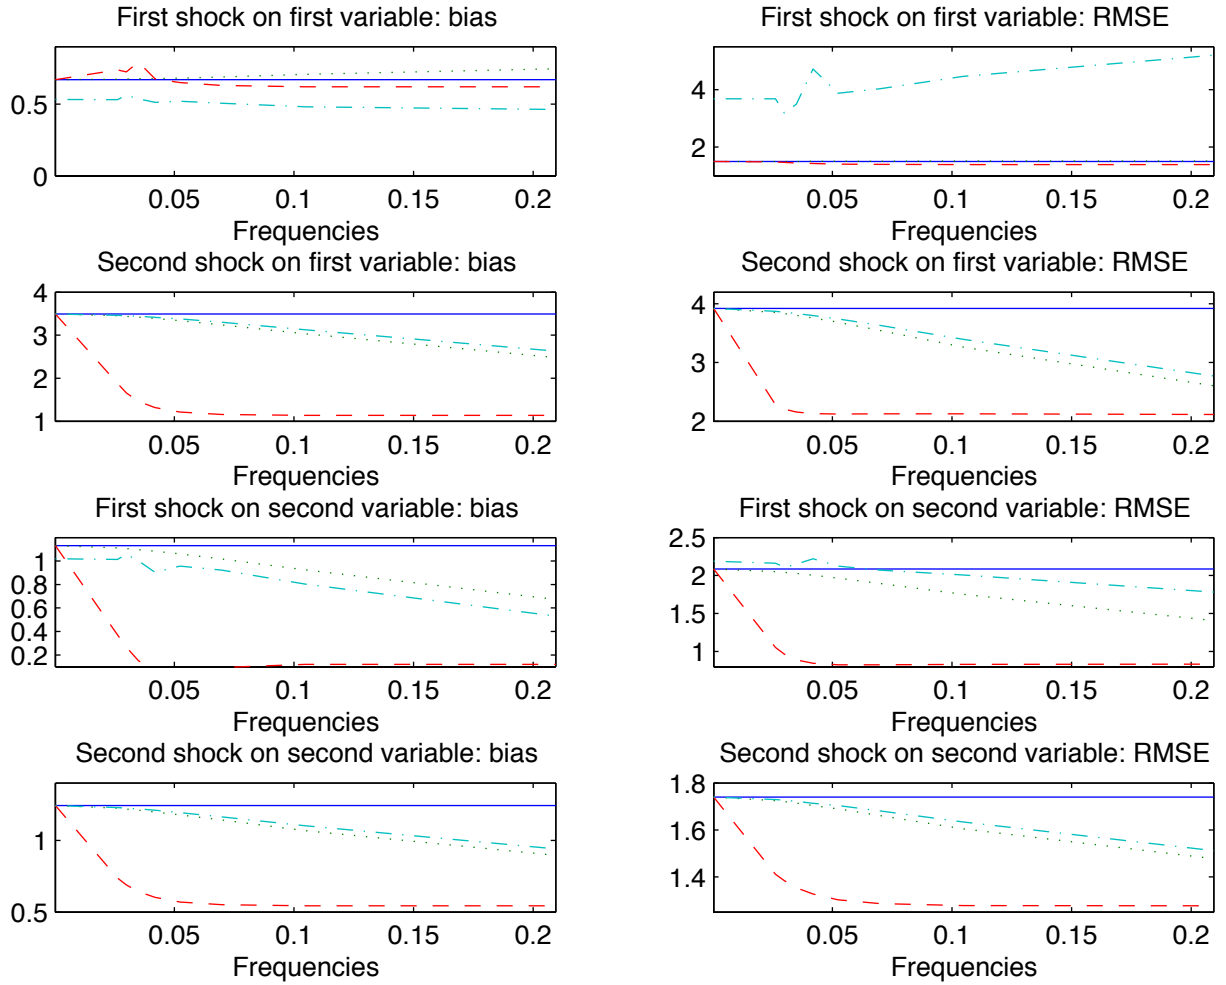 First shock on first variable: bias
0.5
0
0.05 0.1 0.15 0.2
Frequencies
First shock on first variable: RMSE
4
2
0.05 0.1 0.15 0.2
Frequencies
Second shock on first variable: bias
4
3
2
1
0.05 0.1 0.15 0.2
Frequencies
Second shock on first variable: RMSE
4
3
2
0.05 0.1 0.15 0.2
Frequencies
First shock on second variable: bias
1
0.8
0.6
0.4
0.2
0.05 0.1 0.15 0.2
Frequencies
First shock on second variable: RMSE
2.5
2
1.5
1
0.05 0.1 0.15 0.2
Frequencies
Second shock on second variable: bias
1
0.5
0.05 0.1 0.15 0.2
Frequencies
Second shock on second variable: RMSE
1.8
1.6
1.4
0.05 0.1 0.15 0.2
Frequencies